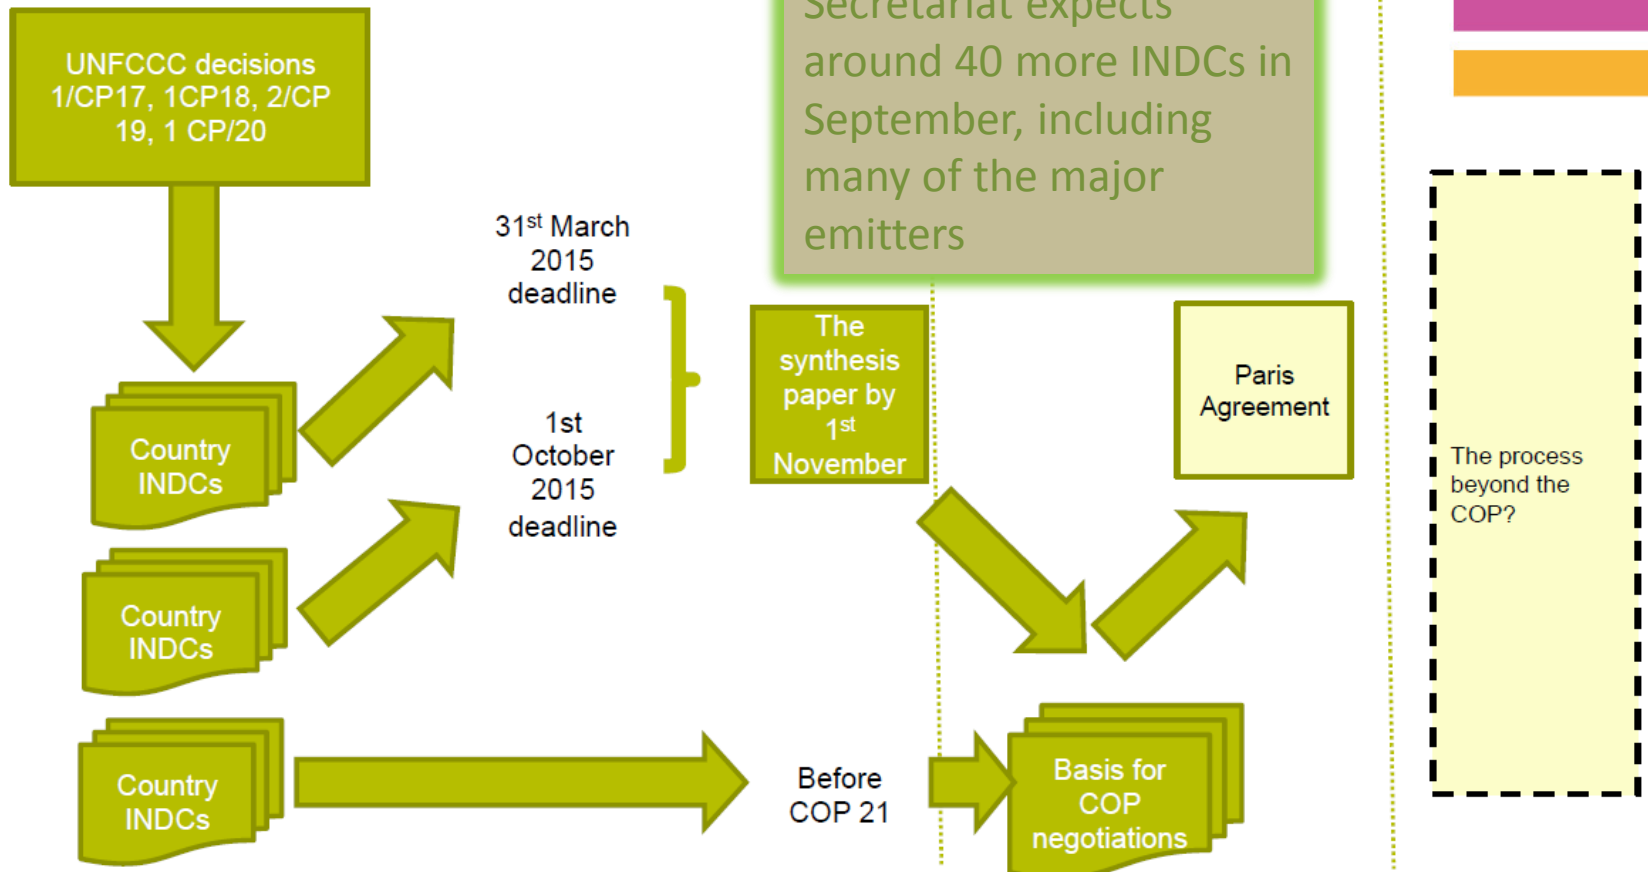 UNFCCC decisions
1/CP17, 1CP18, 2/CP
19, 1 CP/20
Secretariat expects
around 40 more INDCs in
September, including
many of the major
emitters
31st March
2015
deadline
1st
October
2015
deadline
Country
INDCs
Country
INDCs
Country
INDCs
The
synthesis
paper by
1st
November
Paris
Agreement
The process
beyond the
COP?
Before
COP 21
Basis for
COP
negotiations